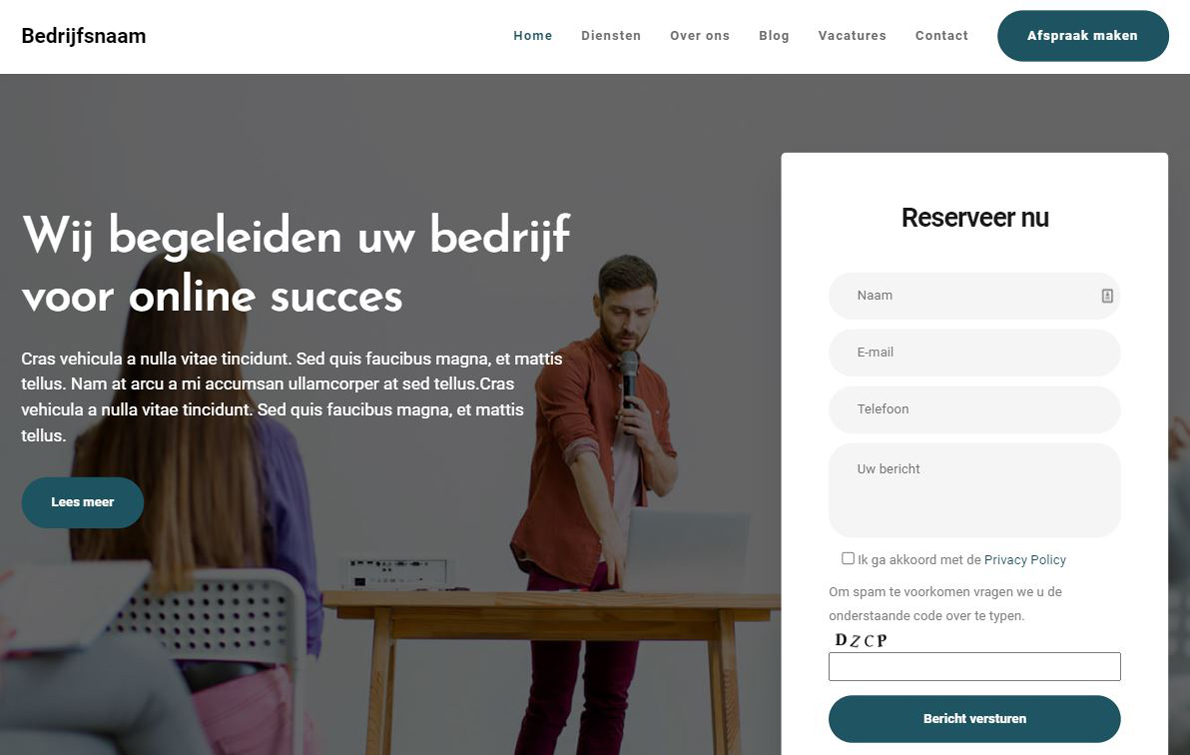 Bedrijfsnaam
Home Diensten Over ons Blog Vacatures Contact Afspraak maken
Wij begeleiden uw bedrijf
voor online succes
Cras vehicula a nulla vitae tincidunt. Sed quis faucibus magna, et mattis
tellus. Nam at arcu a mi accumsan ullamcorper at sed tellus.Cras
vehicula a nulla vitae tincidunt. Sed quis faucibus magna, et mattis
tellus.
Lees meer
Reserveer nu
Naam
E-mail
Telefoon
Uw bericht
Ik ga akkoord met de Privacy Policy
Om spam te voorkomen vragen we u de
onderstaande code over te typen.
DZCP
Bericht versturen